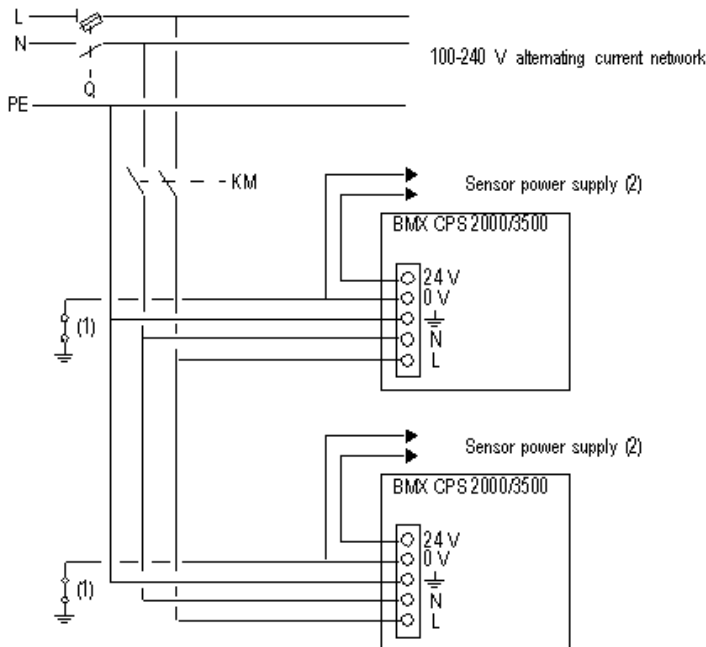 L
N
100-240 V alternating current network
Q
PE
KM
Sensor power supply (2)
BMX CPS 2000/3500
24 V
0 V
(1)
N
L
Sensor power supply (2)
BMX CPS 2000/3500
24 V
0 V
(1)
N
L